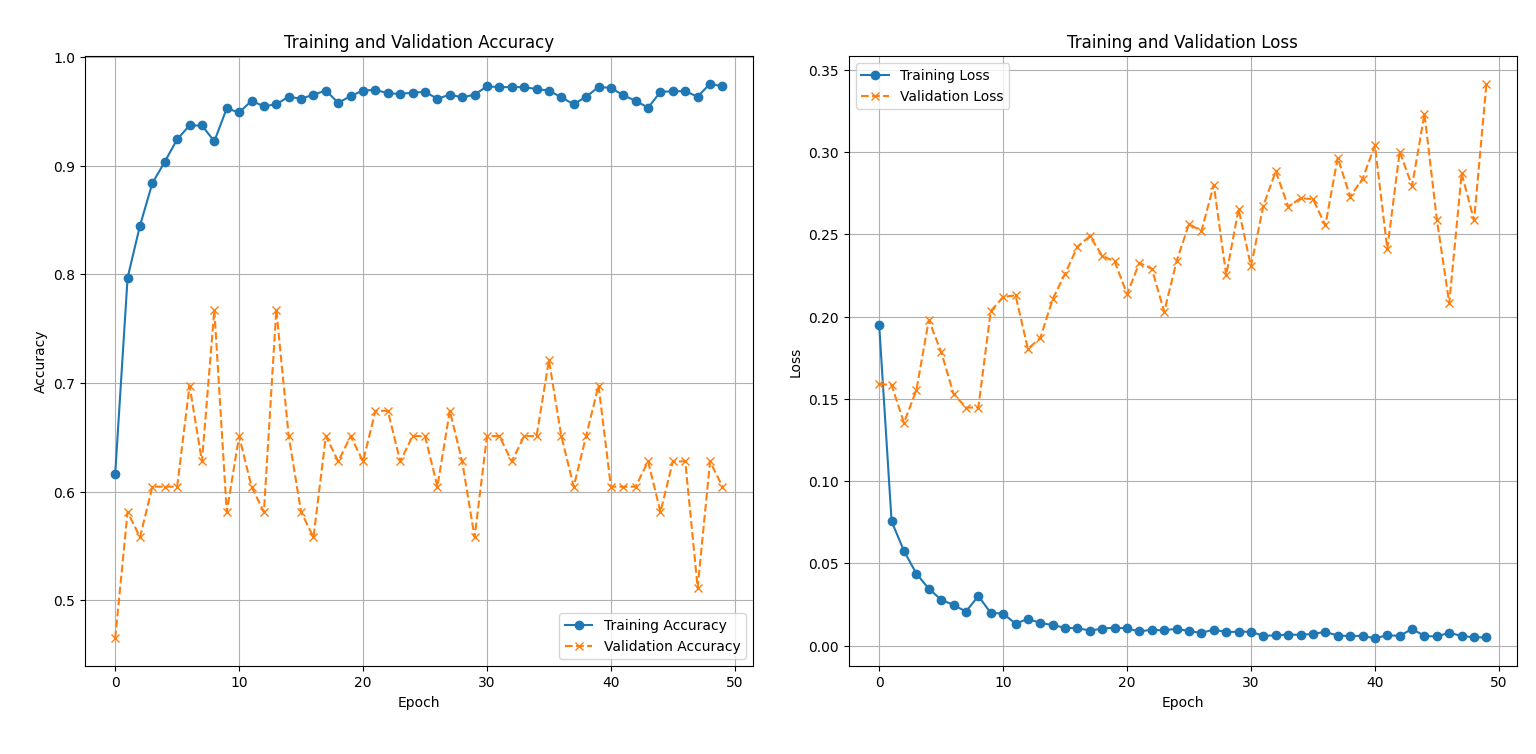 Training and Validation Accuracy
1.0
0.9
0.8
0.7
0.6
0.5
Accuracy
0 10 20 30 40 50
Epoch
Training Accuracy
Validation Accuracy
Training and Validation Loss
Training Loss
Validation Loss
0.35
0.30
0.25
0.20
0.15
0.10
0.05
0.00
Loss
0 10 20 30 40 50
Epoch